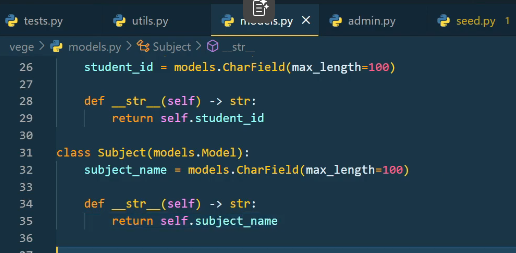 tests.py utils.py models.py admin.py seed.py 1
vege > models.py > Subject > __str__
26 student_id = models.CharField(max_length=100)
27
28 def __str__(self) -> str:
29 return self.student_id
30
31 class Subject(models.Model):
32 subject_name = models.CharField(max_length=100)
33
34 def __str__(self) -> str:
35 return self.subject_name
36
37